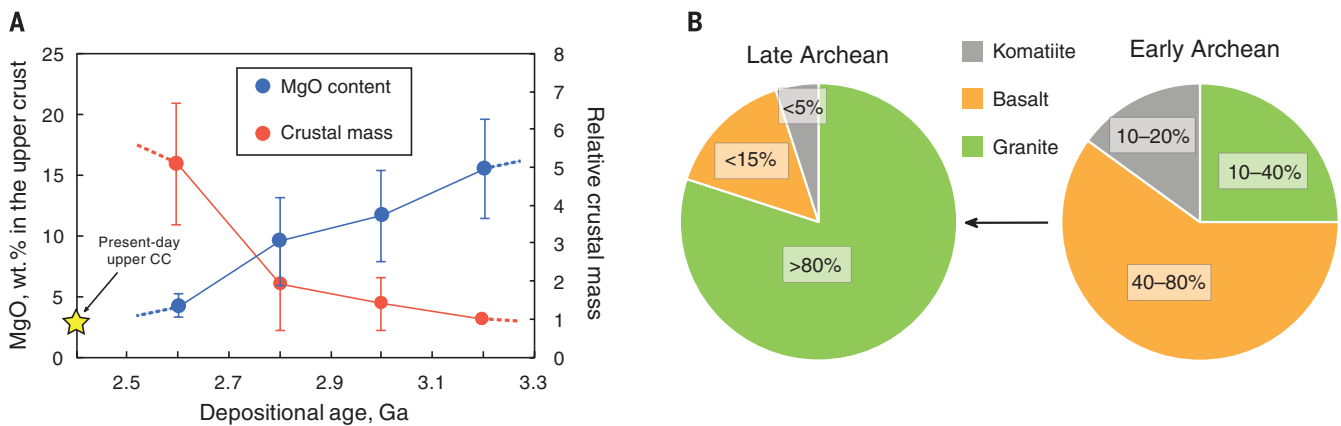 A
MgO, wt.% in the upper crust
25
20
15
10
5
0
MgO content
Crustal mass
Present-day
upper CC
8
7
6
5
4
3
2
1
0
Relative crustal mass
2.5
2.7
2.9
3.1
3.3
Depositional age, Ga
B
Late Archean
<5%
<15%
>80%
Komatiite
Basalt
Granite
Early Archean
10–20%
10–40%
40–80%